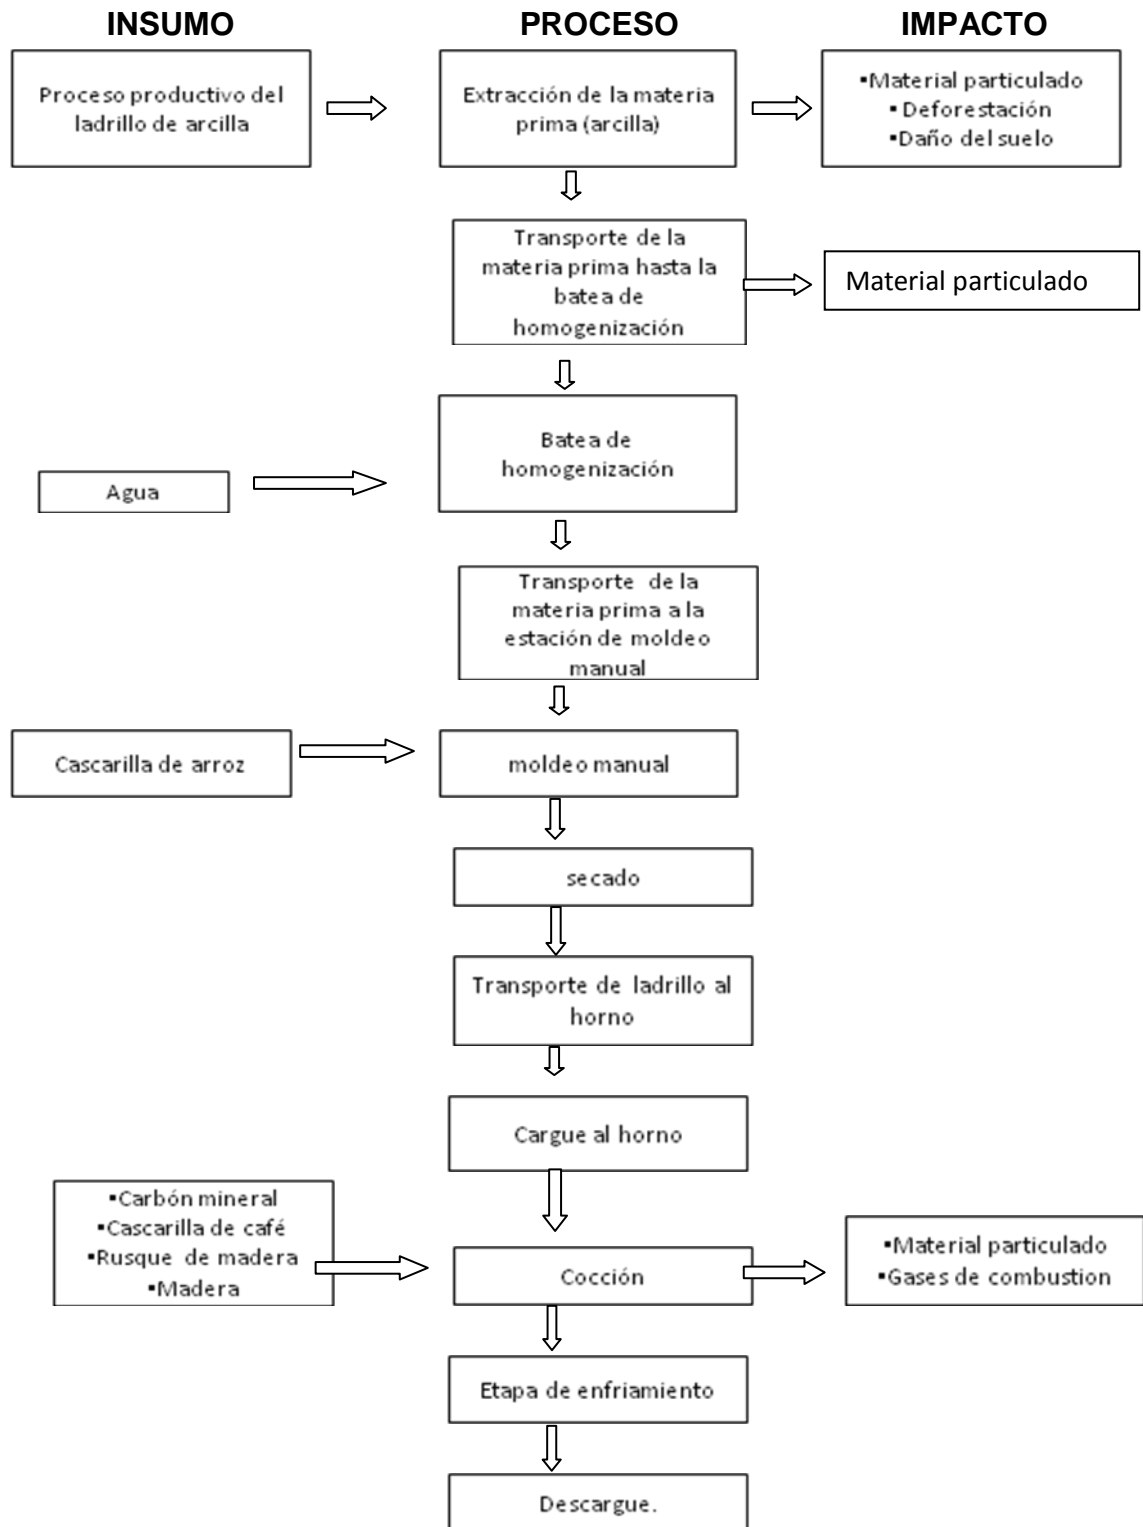 INSUMO PROCESO IMPACTO
Proceso productivo del
ladrillo de arcilla
Extracción de la materia
prima (arcilla)
▪Material particulado
▪Deforestación
▪Daño del suelo
Transporte de la
materia prima hasta la
batea de
homogenización
Material particulado
Batea de
homogenización
Agua
Transporte de la
materia prima a la
estación de moldeo
manual
Cascarilla de arroz
moldeo manual
secado
Transporte de ladrillo al
horno
Cargue al horno
▪Carbón mineral
▪Cascarilla de café
▪Rusque de madera
▪Madera
Cocción
▪Material particulado
▪Gases de combustion
Etapa de enfriamiento
Descargue.